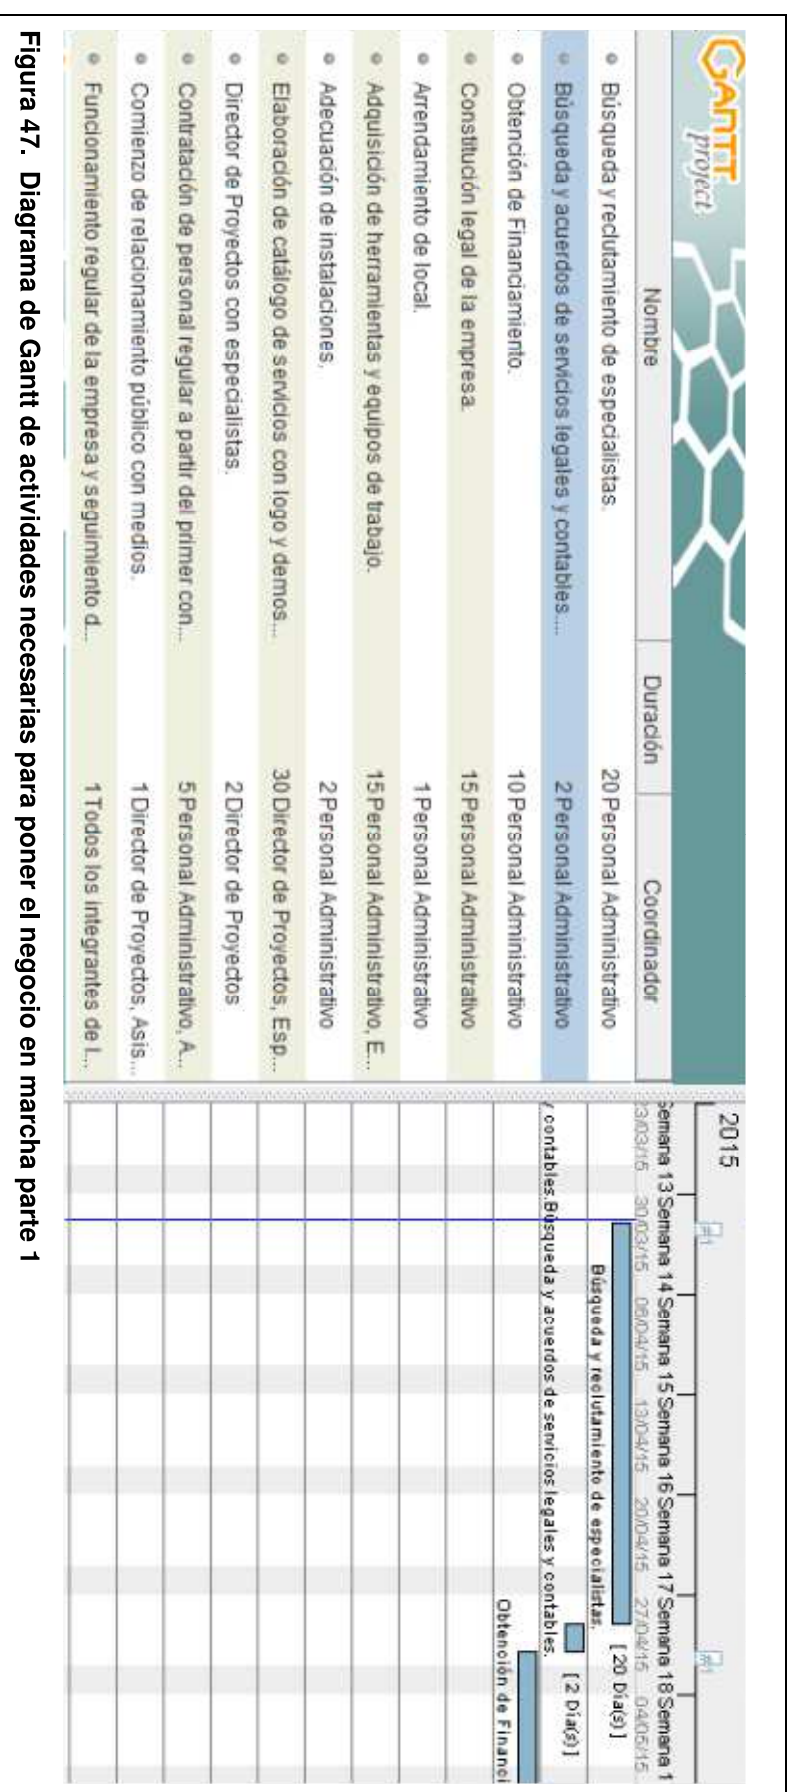 GANTT project
2015
Nombre Duración Coordinador
Semana 13 Semana 14 Semana 15 Semana 16 Semana 17 Semana 18 Semana 1
23/03/15 30/03/15 06/04/15 13/04/15 20/04/15 27/04/15 04/05/15
Búsqueda y reclutamiento de especialistas. 20 Personal Administrativo
[ 20 Día(s) ]
Búsqueda y reclutamiento de especialistas.
Búsqueda y acuerdos de servicios legales y contables.... 2 Personal Administrativo
[ 2 Día(s) ]
y contables.Búsqueda y acuerdos de servicios legales y contables.
Obtención de Financiamiento. 10 Personal Administrativo
Obtención de Financi
Constitución legal de la empresa. 15 Personal Administrativo
Arrendamiento de local. 1 Personal Administrativo
Adquisición de herramientas y equipos de trabajo. 15 Personal Administrativo, E...
Adecuación de instalaciones. 2 Personal Administrativo
Elaboración de catálogo de servicios con logo y demos... 30 Director de Proyectos, Esp...
Director de Proyectos con especialistas. 2 Director de Proyectos
Contratación de personal regular a partir del primer con... 5 Personal Administrativo, A...
Comienzo de relacionamiento público con medios. 1 Director de Proyectos, Asis...
Funcionamiento regular de la empresa y seguimiento d... 1 Todos los integrantes de l...
Figura 47. Diagrama de Gantt de actividades necesarias para poner el negocio en marcha parte 1